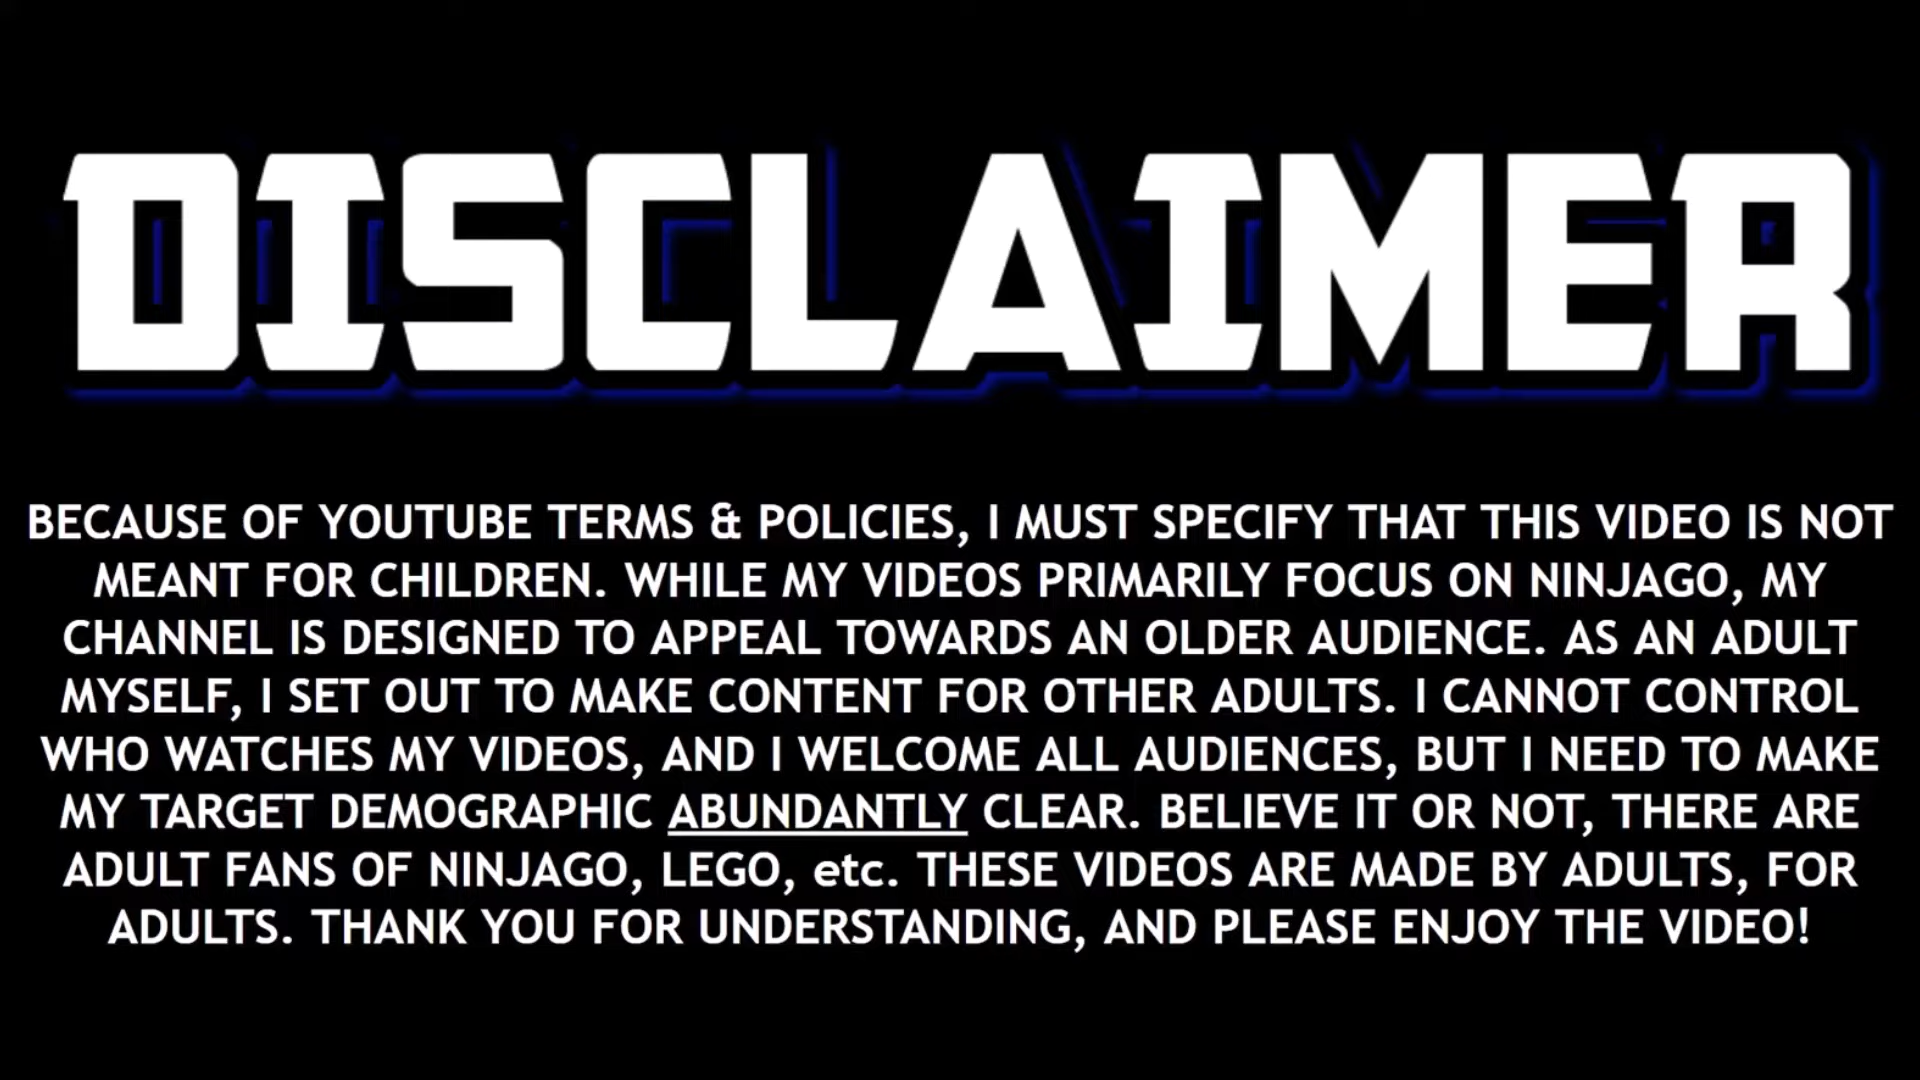 DISCLAIMER
BECAUSE OF YOUTUBE TERMS & POLICIES, I MUST SPECIFY THAT THIS VIDEO IS NOT
MEANT FOR CHILDREN. WHILE MY VIDEOS PRIMARILY FOCUS ON NINJAGO, MY
CHANNEL IS DESIGNED TO APPEAL TOWARDS AN OLDER AUDIENCE. AS AN ADULT
MYSELF, I SET OUT TO MAKE CONTENT FOR OTHER ADULTS. I CANNOT CONTROL
WHO WATCHES MY VIDEOS, AND I WELCOME ALL AUDIENCES, BUT I NEED TO MAKE
MY TARGET DEMOGRAPHIC ABUNDANTLY CLEAR. BELIEVE IT OR NOT, THERE ARE
ADULT FANS OF NINJAGO, LEGO, etc. THESE VIDEOS ARE MADE BY ADULTS, FOR
ADULTS. THANK YOU FOR UNDERSTANDING, AND PLEASE ENJOY THE VIDEO!